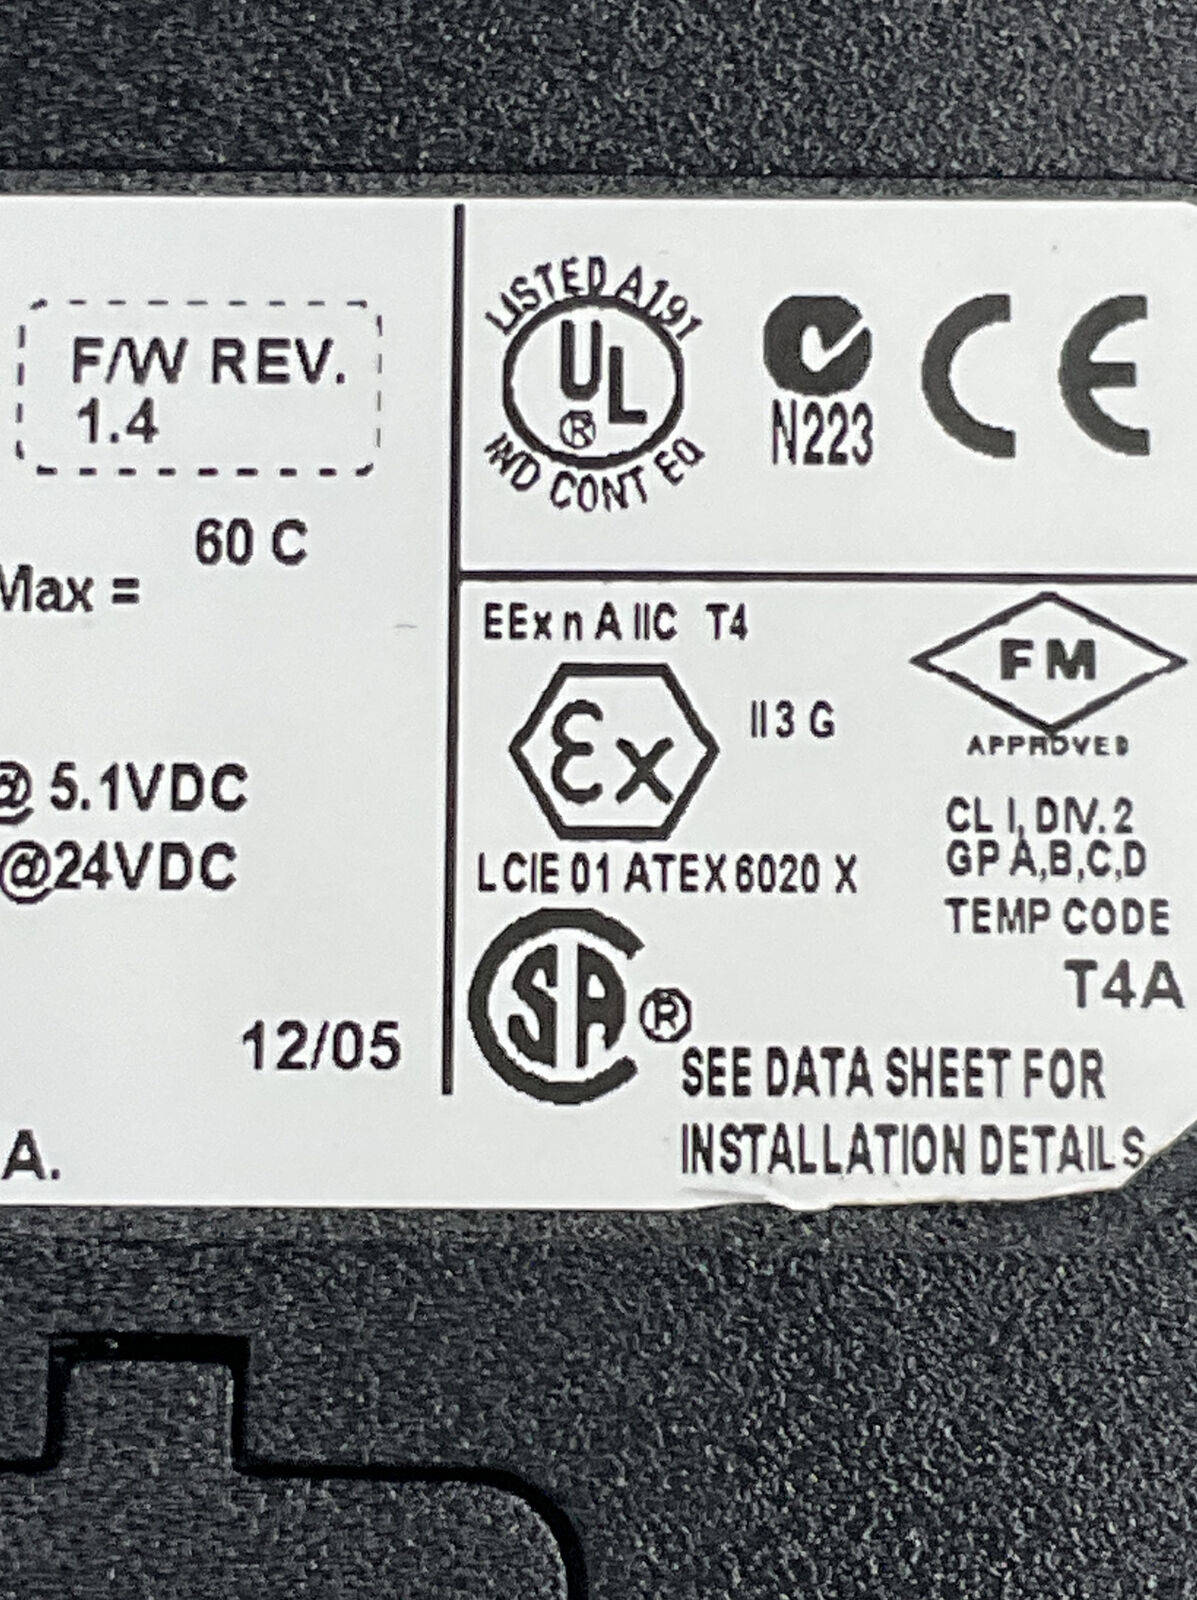 F/W REV.
1.4
60 C
Max =
@ 5.1VDC
@24VDC
12/05
A.
LISTED A191
UL
®
IND CONT EQ
N223
CE
EEx n A IIC T4
Ex
II 3 G
LCIE 01 ATEX 6020 X
FM
APPROVED
CL I, DIV. 2
GP A,B,C,D
TEMP CODE
T4A
SA ®
SEE DATA SHEET FOR
INSTALLATION DETAILS